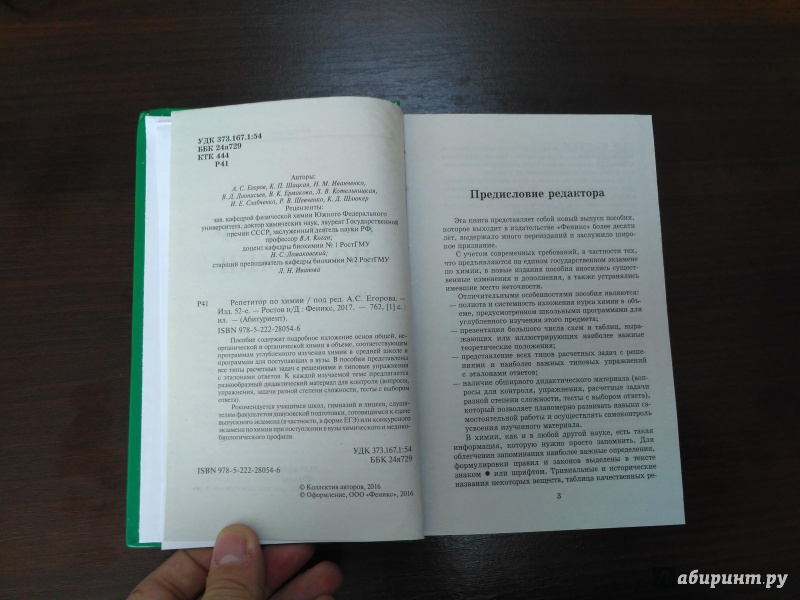 УДК 373.167.1:54
ББК 24я729
КТК 444
Р41
Авторы:
А. С. Егоров, К. П. Шацкая, Н. М. Иванченко,
В. Д. Дионисьев, В. К. Ермакова, Л. В. Котельницкая,
И. Е. Слабченко, Р. В. Шевченко, К. Д. Шлюкер
Рецензенты:
зав. кафедрой физической химии Южного Федерального
университета, доктор химических наук, лауреат Государственной
премии СССР, заслуженный деятель науки РФ,
профессор В.А. Коган;
доцент кафедры биохимии № 1 РостГМУ
Н. С. Ломаковский;
старший преподаватель кафедры биохимии №2 РостГМУ
Л. Н. Иванова
Р41 Репетитор по химии / под ред. А.С. Егорова. —
Изд. 52-е. — Ростов н/Д : Феникс, 2017. — 762, [1] с. :
ил. — (Абитуриент).
ISBN 978-5-222-28054-6
Пособие содержит подробное изложение основ общей, не-
органической и органической химии в объеме, соответствующем
программам углубленного изучения химии в средней школе и
программам для поступающих в вузы. В пособии представлены
все типы расчетных задач с решениями и типовые упражнения
с эталонами ответов. К каждой изучаемой теме предлагается
разнообразный дидактический материал для контроля (вопросы,
упражнения, задачи разной степени сложности, тесты с выбором
ответа).
Рекомендуется учащимся школ, гимназий и лицеев, слуша-
телям факультетов довузовской подготовки, готовящимся к сдаче
выпускного экзамена (в частности, в форме ЕГЭ) или конкурсного
экзамена по химии при поступлении в вузы химического и медико-
биологического профиля.
УДК 373.167.1:54
ББК 24я729
ISBN 978-5-222-28054-6
© Коллектив авторов, 2016
© Оформление, ООО «Феникс», 2016
Предисловие редактора
Эта книга представляет собой новый выпуск пособия,
которое выходит в издательстве «Феникс» более десяти
лет, выдержало много переизданий и заслужило широ-
кое признание.
С учетом современных требований, в частности тех,
что предъявляются на едином государственном экзамене
по химии, в новые издания пособия вносились сущест-
венные изменения и дополнения, а также устранялись
имевшие место неточности.
Отличительными особенностями пособия являются:
— полнота и системность изложения курса химии в объ-
еме, предусмотренном школьными программами для
углубленного изучения этого предмета;
— презентация большого числа схем и таблиц, выра-
жающих или иллюстрирующих наиболее важные
теоретические положения;
— представление всех типов расчетных задач с реше-
ниями и наиболее важных типовых упражнений
с эталонами ответов;
— наличие обширного дидактического материала (вопро-
сы для контроля, упражнения, расчетные задачи
разной степени сложности, тесты с выбором ответа),
который позволяет планомерно развивать навыки са-
мостоятельной работы и осуществлять самоконтроль
усвоения изучаемого материала.
В химии, как и в любой другой науке, есть такая
информация, которую нужно просто запомнить. Для
облегчения запоминания наиболее важные определения,
формулировки правил и законов выделены в тексте
знаком ● или шрифтом. Тривиальные и исторические
названия некоторых веществ, таблица качественных ре-
3
Лабиринт.ру